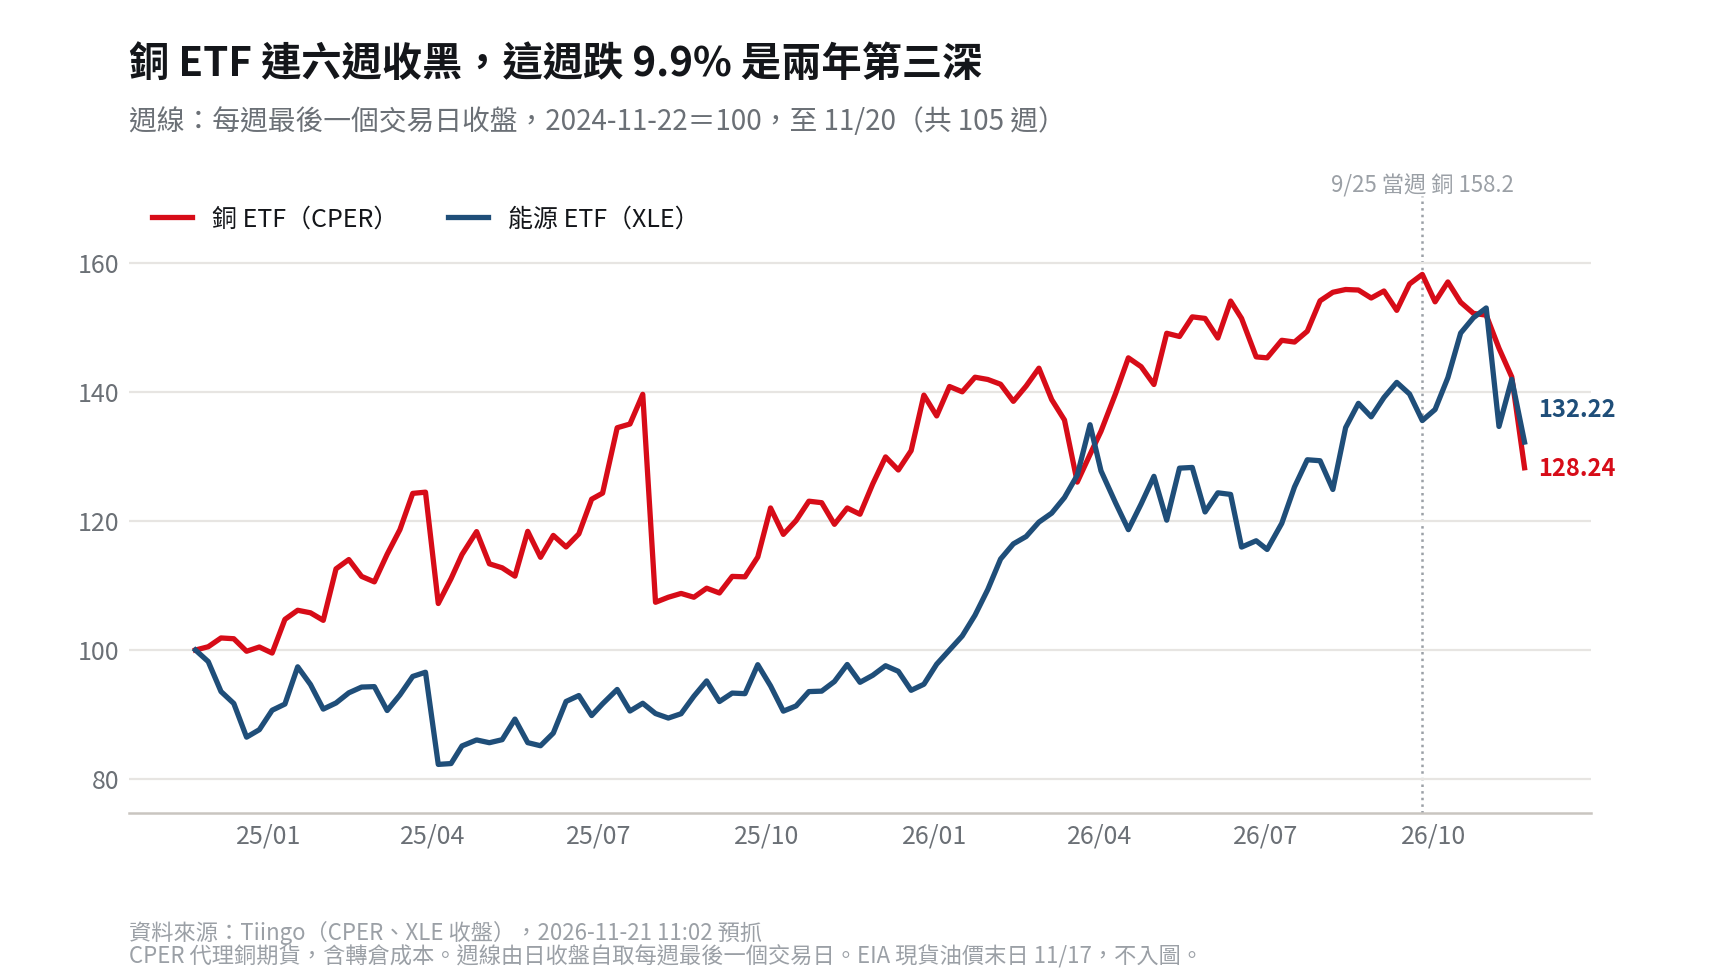 銅 ETF 連六週收黑，這週跌 9.9% 是兩年第三深
週線：每週最後一個交易日收盤，2024-11-22＝100，至 11/20（共 105 週）
9/25 當週 銅 158.2
銅 ETF（CPER）
能源 ETF（XLE）
160
140
120
100
80
132.22
128.24
25/01
25/04
25/07
25/10
26/01
26/04
26/07
26/10
資料來源：Tiingo（CPER、XLE 收盤），2026-11-21 11:02 預抓
CPER 代理銅期貨，含轉倉成本。週線由日收盤自取每週最後一個交易日。EIA 現貨油價末日 11/17，不入圖。